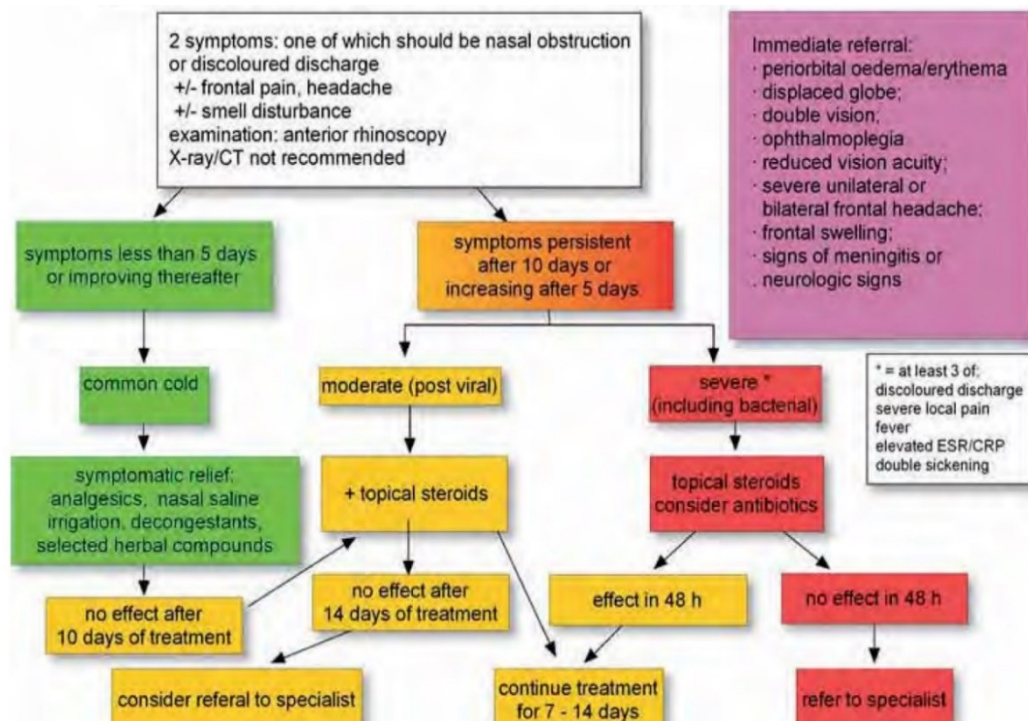 2 symptoms: one of which should be nasal obstruction
or discoloured discharge
+/- frontal pain, headache
+/- smell disturbance
examination: anterior rhinoscopy
X-ray/CT not recommended
Immediate referral:
· periorbital oedema/erythema
· displaced globe;
· double vision;
· ophthalmoplegia
· reduced vision acuity;
· severe unilateral or
bilateral frontal headache;
· frontal swelling;
· signs of meningitis or
. neurologic signs
symptoms less than 5 days
or improving thereafter
symptoms persistent
after 10 days or
increasing after 5 days
common cold
moderate (post viral)
severe *
(including bacterial)
* = at least 3 of:
discoloured discharge
severe local pain
fever
elevated ESR/CRP
double sickening
symptomatic relief:
analgesics, nasal saline
irrigation, decongestants,
selected herbal compounds
+ topical steroids
topical steroids
consider antibiotics
no effect after
10 days of treatment
no effect after
14 days of treatment
effect in 48 h
no effect in 48 h
consider referal to specialist
continue treatment
for 7 - 14 days
refer to specialist